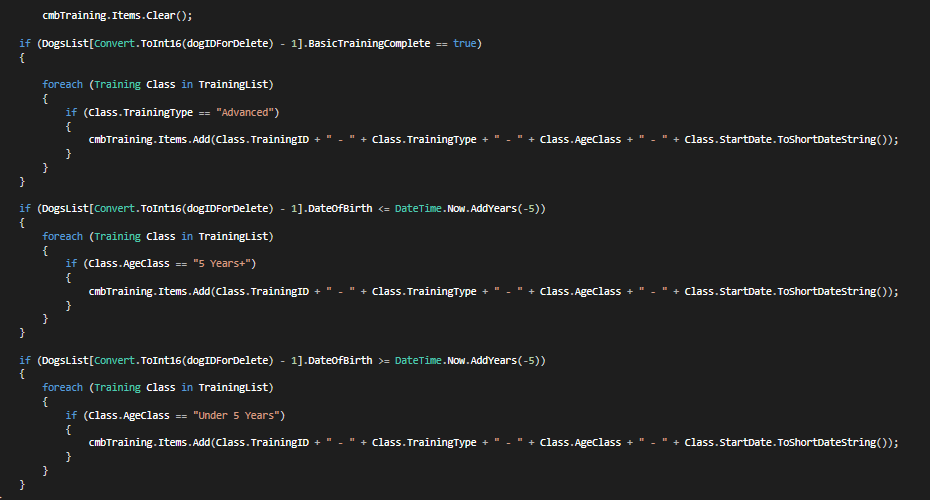 cmbTraining.Items.Clear();
if (DogsList[Convert.ToInt16(dogIDForDelete) - 1].BasicTrainingComplete == true)
{
foreach (Training Class in TrainingList)
{
if (Class.TrainingType == "Advanced")
{
cmbTraining.Items.Add(Class.TrainingID + " - " + Class.TrainingType + " - " + Class.AgeClass + " - " + Class.StartDate.ToShortDateString());
}
}
}
if (DogsList[Convert.ToInt16(dogIDForDelete) - 1].DateOfBirth <= DateTime.Now.AddYears(-5))
{
foreach (Training Class in TrainingList)
{
if (Class.AgeClass == "5 Years+")
{
cmbTraining.Items.Add(Class.TrainingID + " - " + Class.TrainingType + " - " + Class.AgeClass + " - " + Class.StartDate.ToShortDateString());
}
}
}
if (DogsList[Convert.ToInt16(dogIDForDelete) - 1].DateOfBirth >= DateTime.Now.AddYears(-5))
{
foreach (Training Class in TrainingList)
{
if (Class.AgeClass == "Under 5 Years")
{
cmbTraining.Items.Add(Class.TrainingID + " - " + Class.TrainingType + " - " + Class.AgeClass + " - " + Class.StartDate.ToShortDateString());
}
}
}